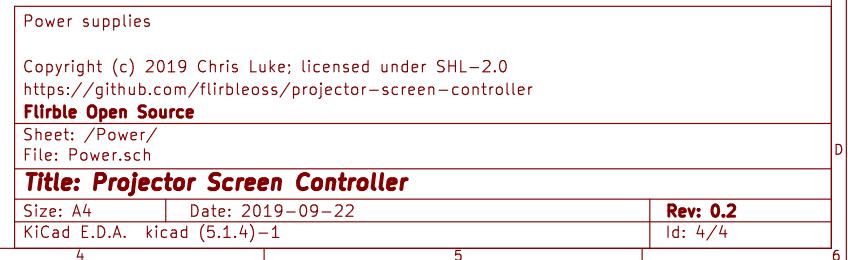 Power supplies
Copyright (c) 2019 Chris Luke; licensed under SHL-2.0
https://github.com/flirbleoss/projector-screen-controller
Flirble Open Source
Sheet: /Power/
File: Power.sch
D
Title: Projector Screen Controller
Size: A4 Date: 2019-09-22 Rev: 0.2
KiCad E.D.A. kicad (5.1.4)-1 Id: 4/4
4 5 6